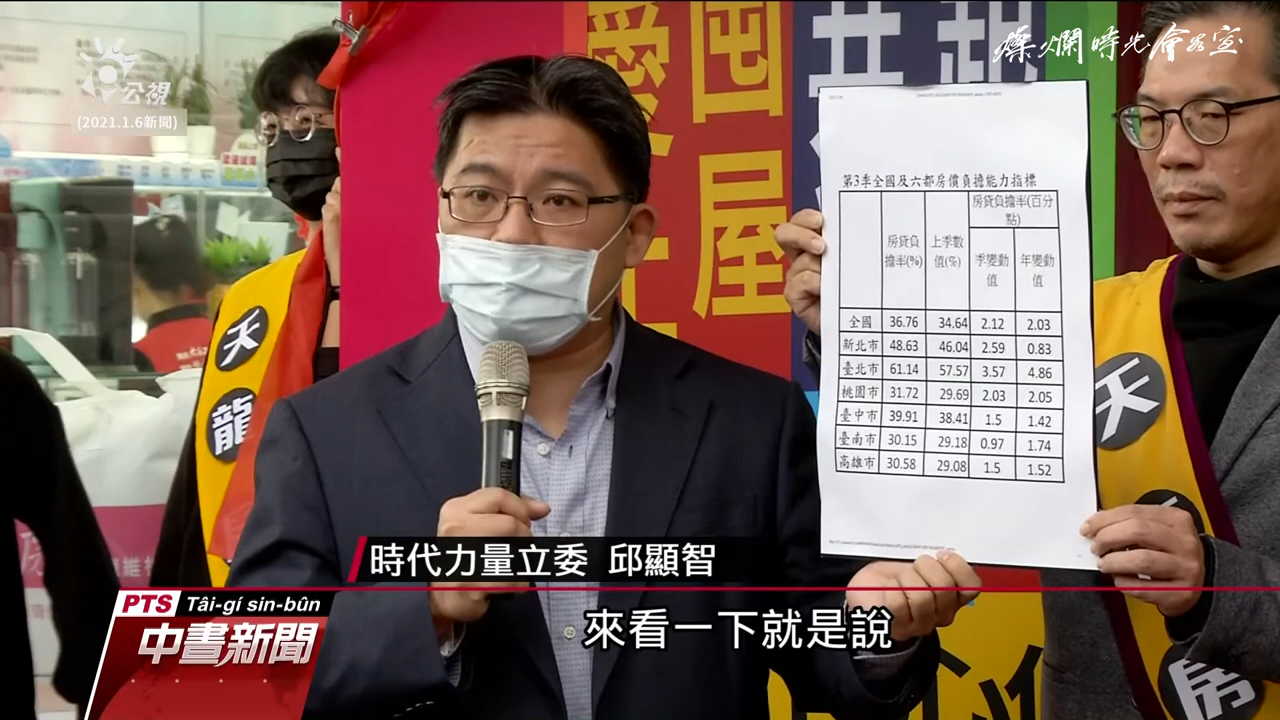 燦爛時光會客室
公視
(2021.1.6新聞)
愛
屯屋
共
起
天
龍
第3季全國及六都房價負擔能力指標
房貸負擔率(%) 上季數值(%) 房貸負擔率(百分點)
季變動值 年變動值
全國 36.76 34.64 2.12 2.03
新北市 48.63 46.04 2.59 0.83
臺北市 61.14 57.57 3.57 4.86
桃園市 31.72 29.69 2.03 2.05
臺中市 39.91 38.41 1.5 1.42
臺南市 30.15 29.18 0.97 1.74
高雄市 30.58 29.08 1.5 1.52
天
房
時代力量立委 邱顯智
PTS Tâi-gí sin-bûn
中晝新聞
來看一下就是說